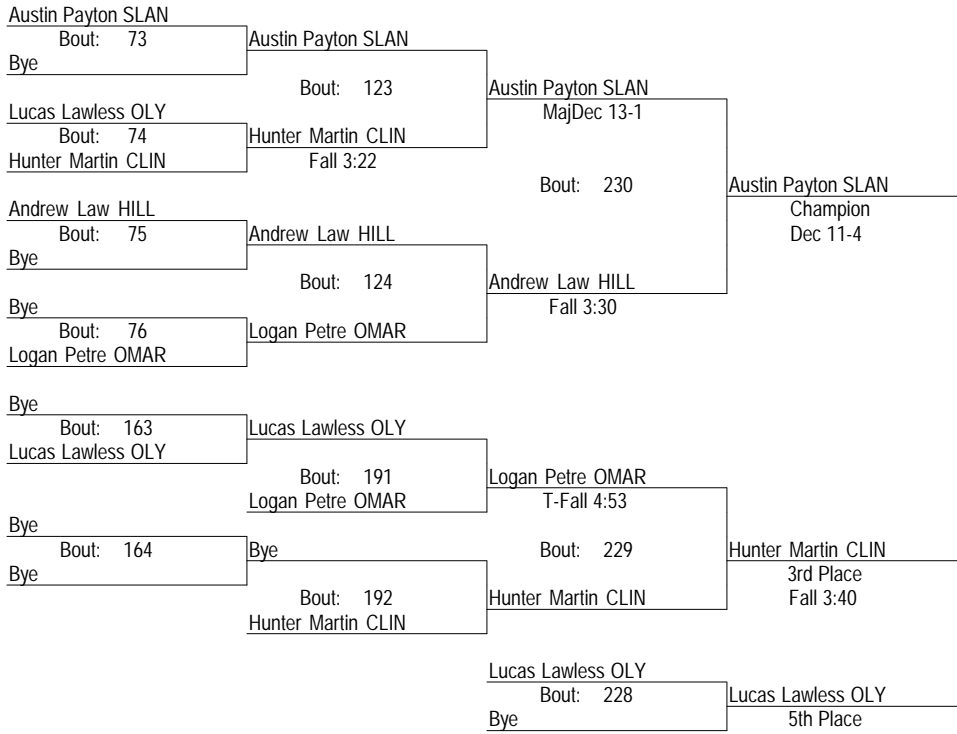 Austin Payton SLAN
Bout: 73
Austin Payton SLAN
Bye
Bout: 123
Austin Payton SLAN
MajDec 13-1
Lucas Lawless OLY
Bout: 74
Hunter Martin CLIN
Hunter Martin CLIN
Fall 3:22
Bout: 230
Austin Payton SLAN
Champion
Dec 11-4
Andrew Law HILL
Bout: 75
Andrew Law HILL
Bye
Bout: 124
Andrew Law HILL
Fall 3:30
Bye
Bout: 76
Logan Petre OMAR
Logan Petre OMAR
Bye
Bout: 163
Lucas Lawless OLY
Lucas Lawless OLY
Bout: 191
Logan Petre OMAR
Logan Petre OMAR
T-Fall 4:53
Bye
Bout: 164
Bye
Bye
Bout: 229
Hunter Martin CLIN
3rd Place
Fall 3:40
Bout: 192
Hunter Martin CLIN
Hunter Martin CLIN
Lucas Lawless OLY
Bout: 228
Lucas Lawless OLY
Bye
5th Place